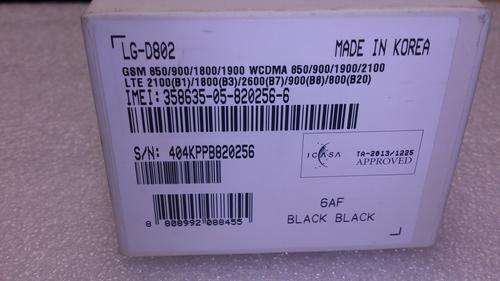 LG-D802
MADE IN KOREA
GSM 850/900/1800/1900 WCDMA 850/900/1900/2100
LTE 2100(B1)/1800(B3)/2600(B7)/900(B8)/800(B20)
IMEI: 358635-05-820256-6
S/N: 404KPPB820256
ICASA
TA-2013/1225
APPROVED
8 808992 088455
6AF
BLACK BLACK